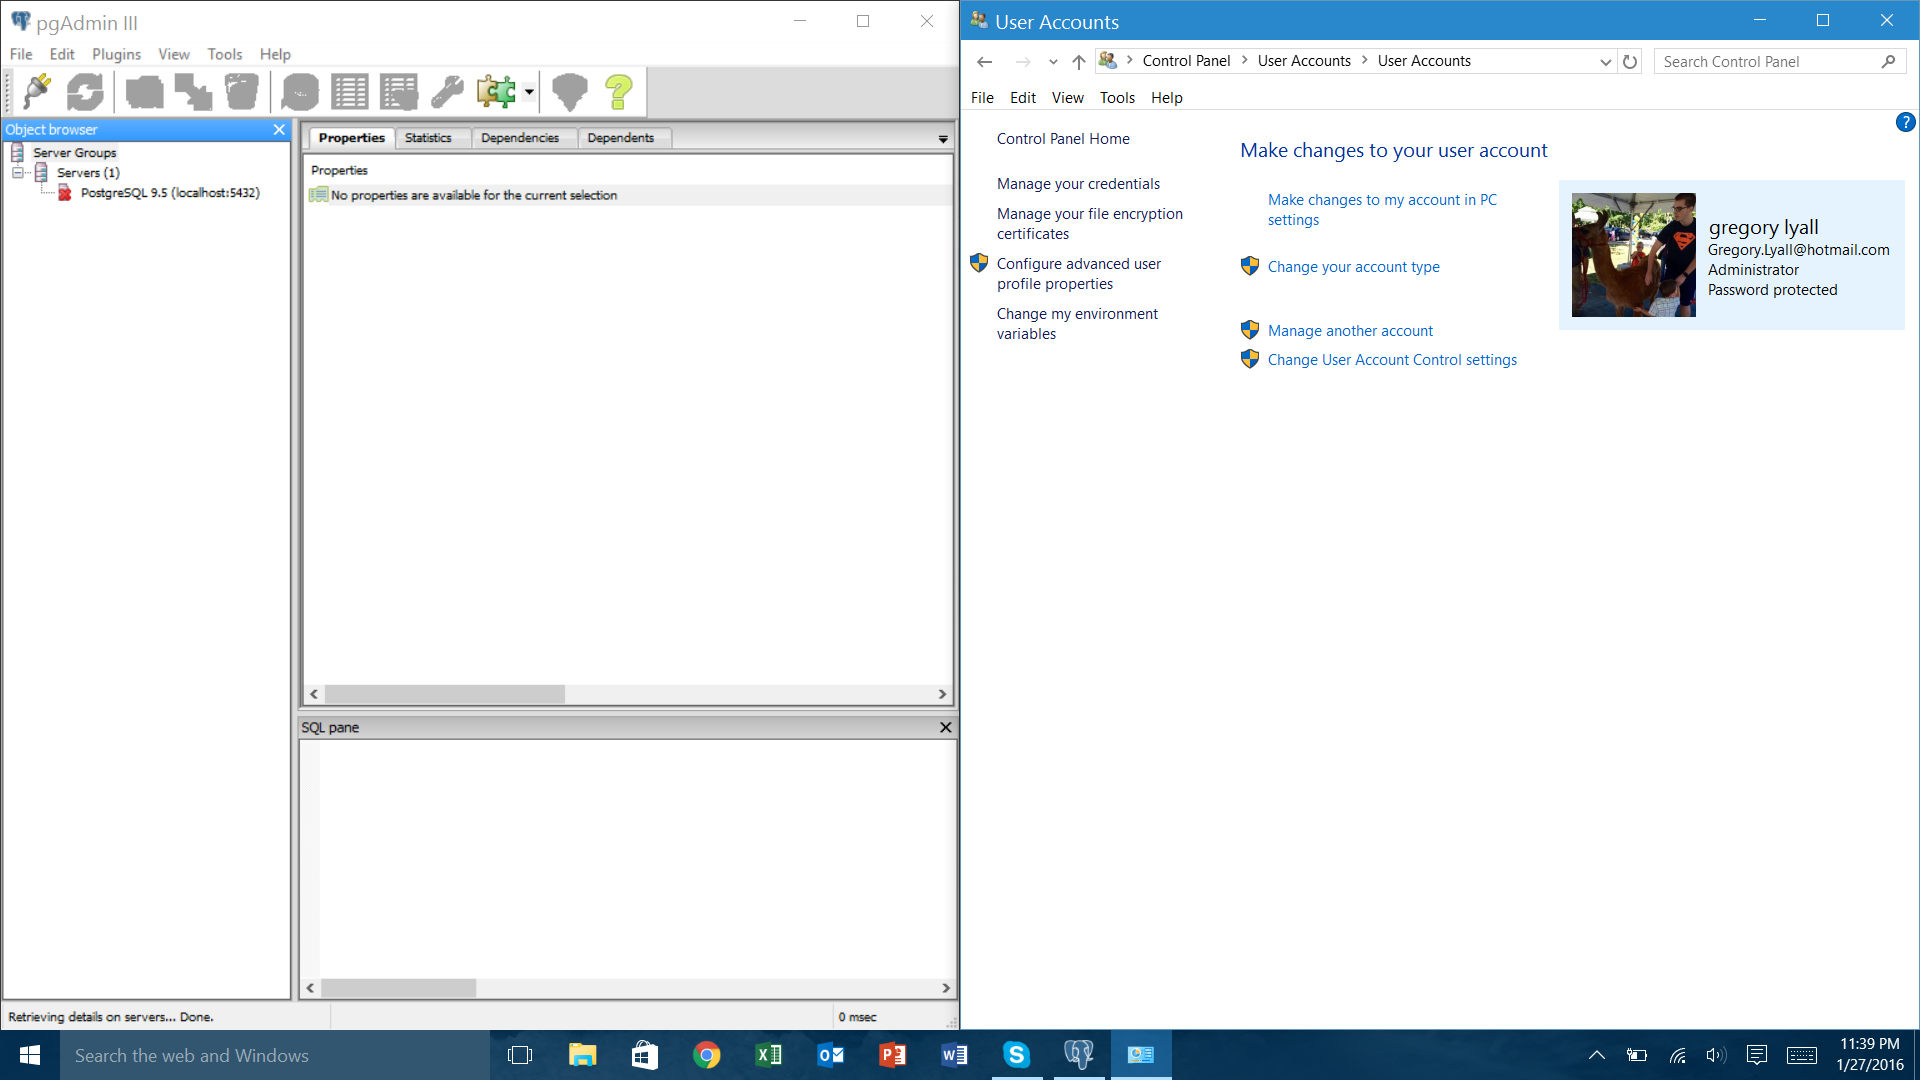 pgAdmin III
File Edit Plugins View Tools Help
Object browser
Server Groups
Servers (1)
PostgreSQL 9.5 (localhost:5432)
Properties Statistics Dependencies Dependents
Properties
No properties are available for the current selection
SQL pane
Retrieving details on servers... Done.
0 msec
User Accounts
Control Panel User Accounts User Accounts
Search Control Panel
File Edit View Tools Help
Control Panel Home
Manage your credentials
Manage your file encryption
certificates
Configure advanced user
profile properties
Change my environment
variables
Make changes to your user account
Make changes to my account in PC
settings
Change your account type
Manage another account
Change User Account Control settings
gregory lyall
Gregory.Lyall@hotmail.com
Administrator
Password protected
Search the web and Windows
11:39 PM
1/27/2016